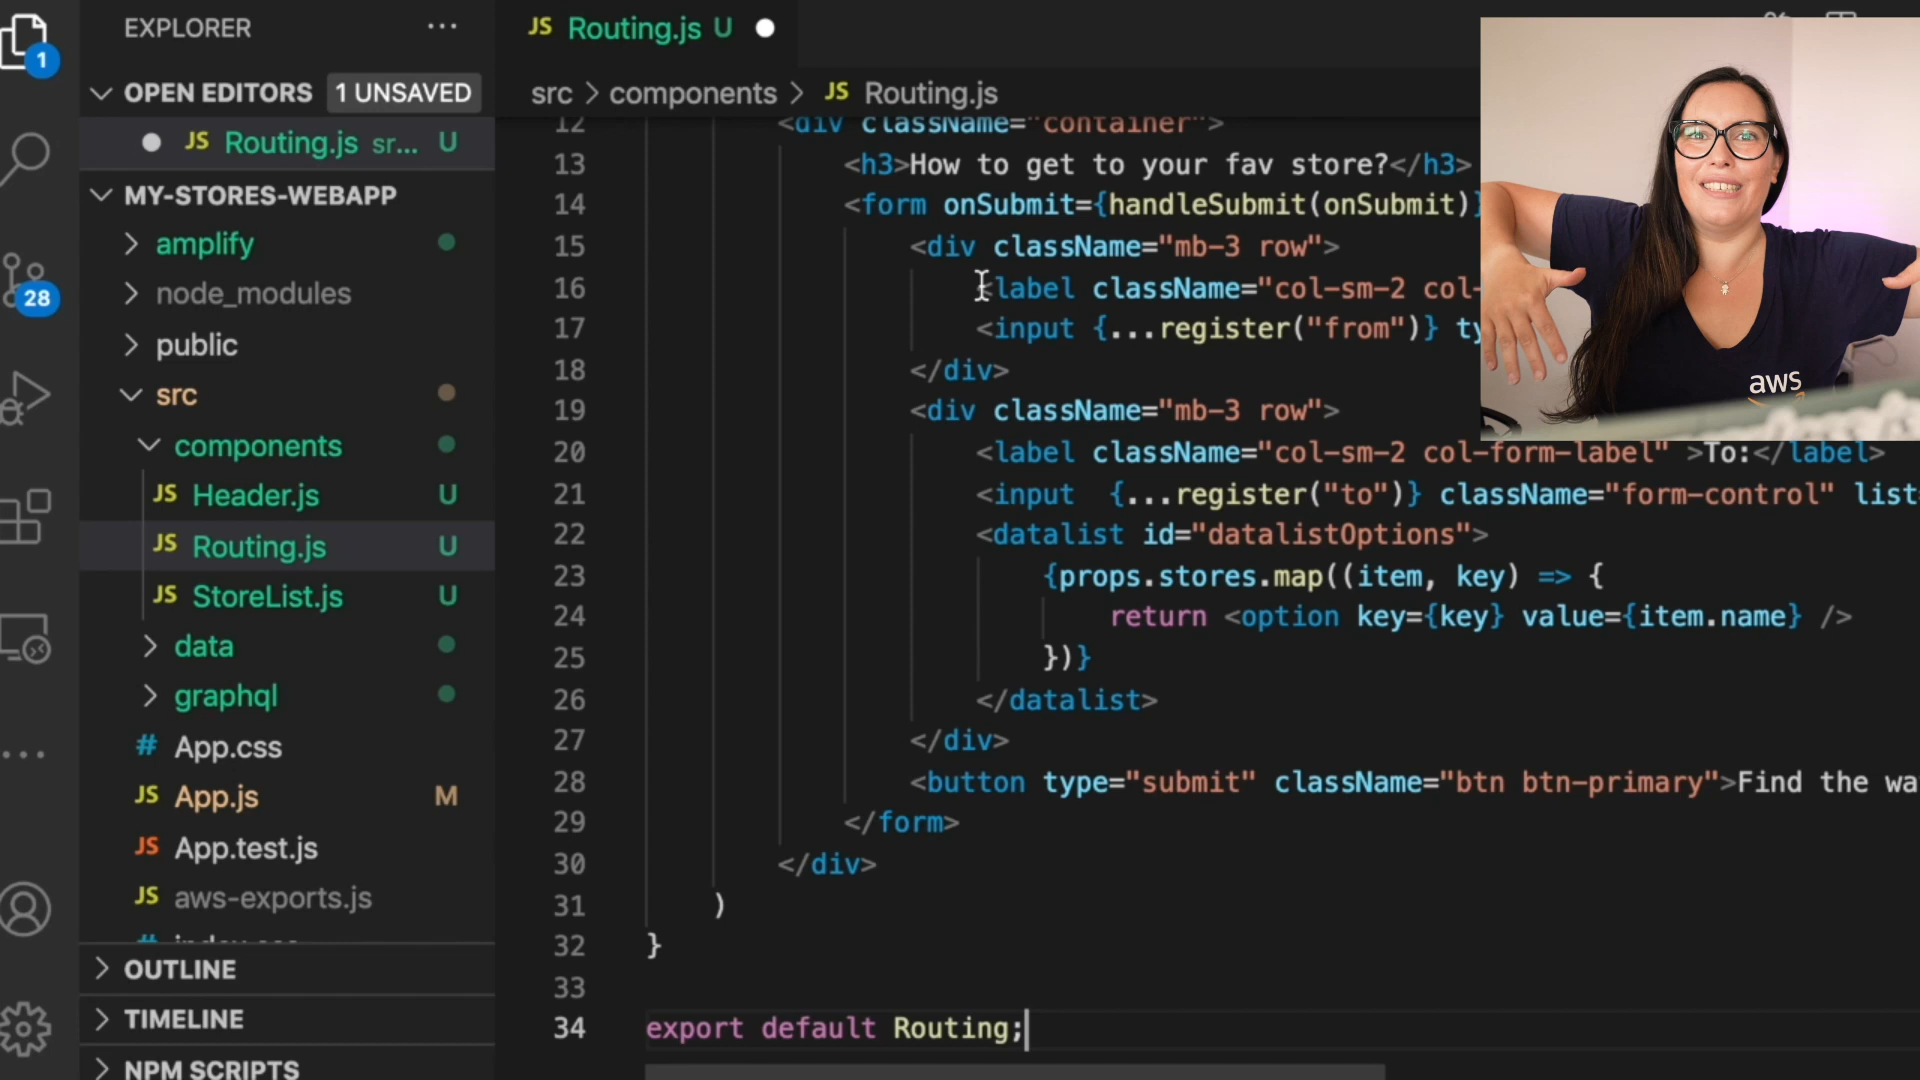 EXPLORER
OPEN EDITORS
1 UNSAVED
JS Routing.js src... U
MY-STORES-WEBAPP
amplify
node_modules
public
src
components
JS Header.js U
JS Routing.js U
JS StoreList.js U
data
graphql
# App.css
JS App.js M
JS App.test.js
JS aws-exports.js
OUTLINE
TIMELINE
NPM SCRIPTS
1
28
JS Routing.js U
src > components > JS Routing.js
12 <div className="container">
13 <h3>How to get to your fav store?</h3>
14 <form onSubmit={handleSubmit(onSubmit)}
15 <div className="mb-3 row">
16 <label className="col-sm-2 col-
17 <input {...register("from")} ty
18 </div>
19 <div className="mb-3 row">
20 <label className="col-sm-2 col-form-label" >To:</label>
21 <input {...register("to")} className="form-control" list
22 <datalist id="datalistOptions">
23 {props.stores.map((item, key) => {
24 return <option key={key} value={item.name} />
25 })}
26 </datalist>
27 </div>
28 <button type="submit" className="btn btn-primary">Find the wa
29 </form>
30 </div>
31 )
32 }
33
34 export default Routing;
aws